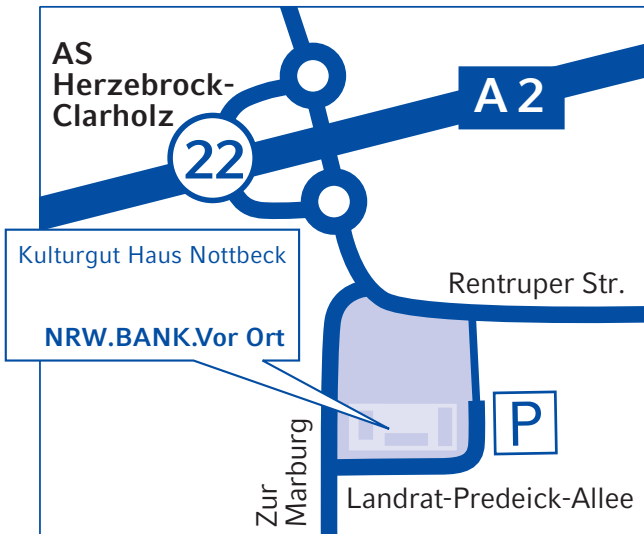 AS
Herzebrock-
Clarholz
A 2
22
Kulturgut Haus Nottbeck
NRW.BANK.Vor Ort
Rentruper Str.
P
Zur
Marburg
Landrat-Predeick-Allee